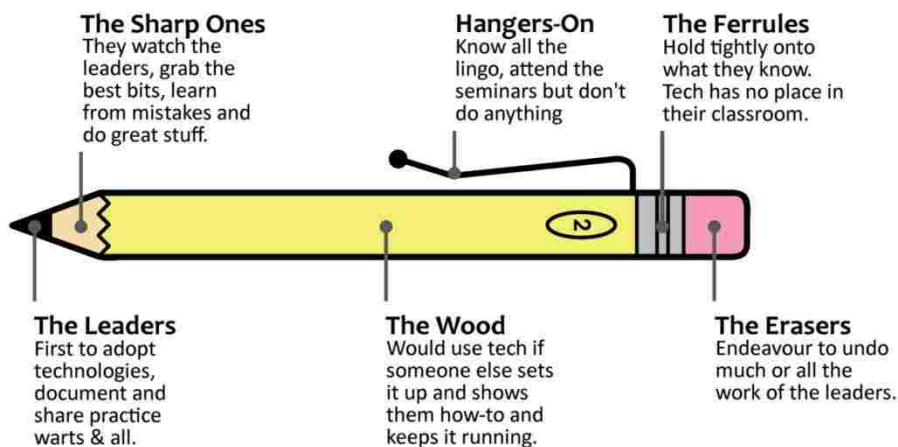 The Sharp Ones
They watch the
leaders, grab the
best bits, learn
from mistakes and
do great stuff.
Hangers-On
Know all the
lingo, attend the
seminars but don't
do anything
The Ferrules
Hold tightly onto
what they know.
Tech has no place in
their classroom.
2
The Leaders
First to adopt
technologies,
document and
share practice
warts & all.
The Wood
Would use tech if
someone else sets
it up and shows
them how-to and
keeps it running.
The Erasers
Endeavour to undo
much or all the
work of the leaders.